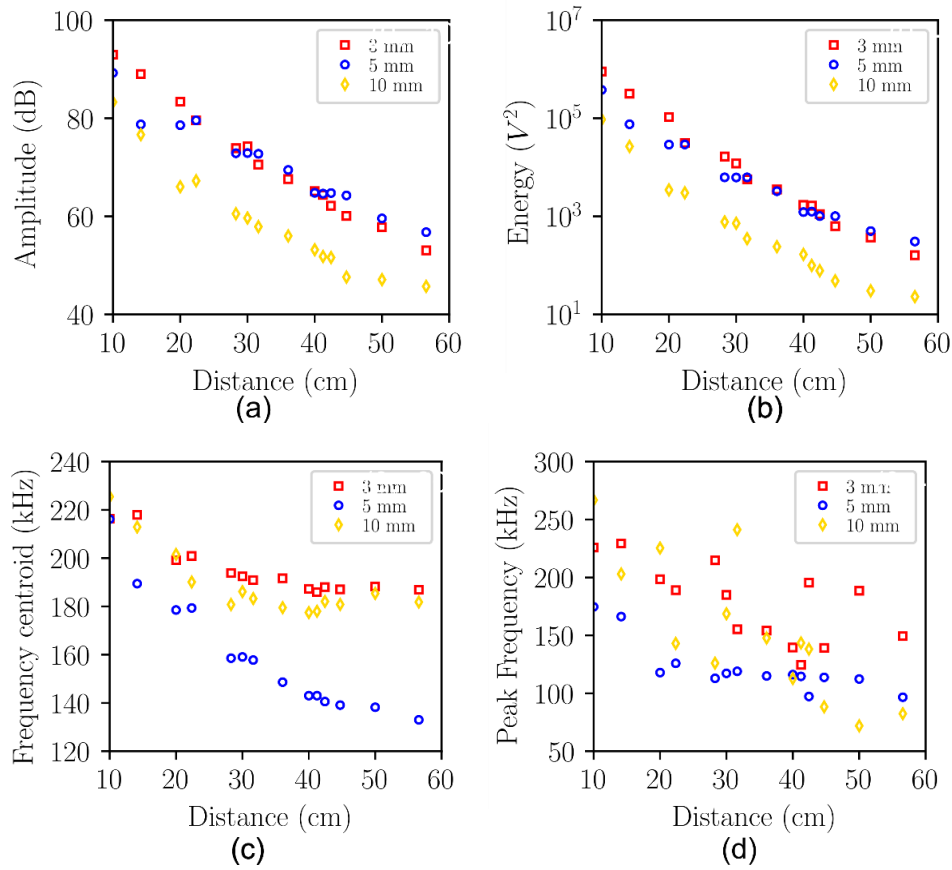 100
80
60
40
Amplitude (dB)
3 mm
5 mm
10 mm
10 20 30 40 50 60
Distance (cm)
(a)
10^7
10^5
10^3
10^1
Energy (V^2)
3 mm
5 mm
10 mm
10 20 30 40 50 60
Distance (cm)
(b)
240
220
200
180
160
140
120
Frequency centroid (kHz)
3 mm
5 mm
10 mm
10 20 30 40 50 60
Distance (cm)
(c)
300
250
200
150
100
50
Peak Frequency (kHz)
3 mm
5 mm
10 mm
10 20 30 40 50 60
Distance (cm)
(d)